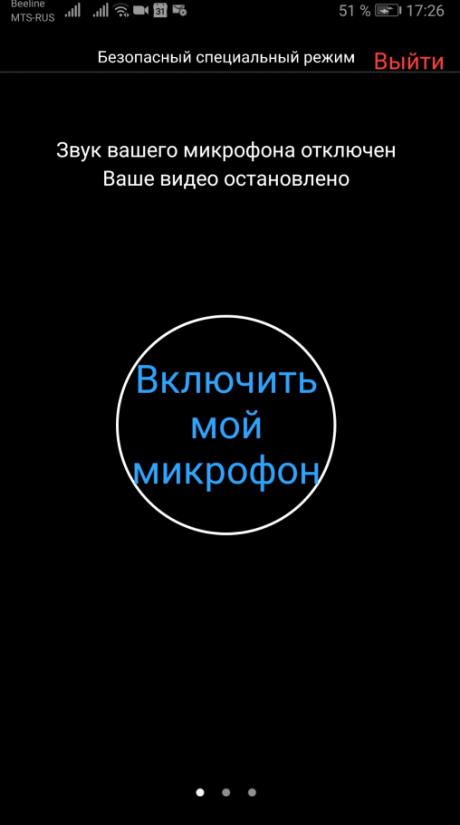 Beeline
MTS-RUS
31
51 %
17:26
Безопасный специальный режим
Выйти
Звук вашего микрофона отключен
Ваше видео остановлено
Включить
мой
микрофон